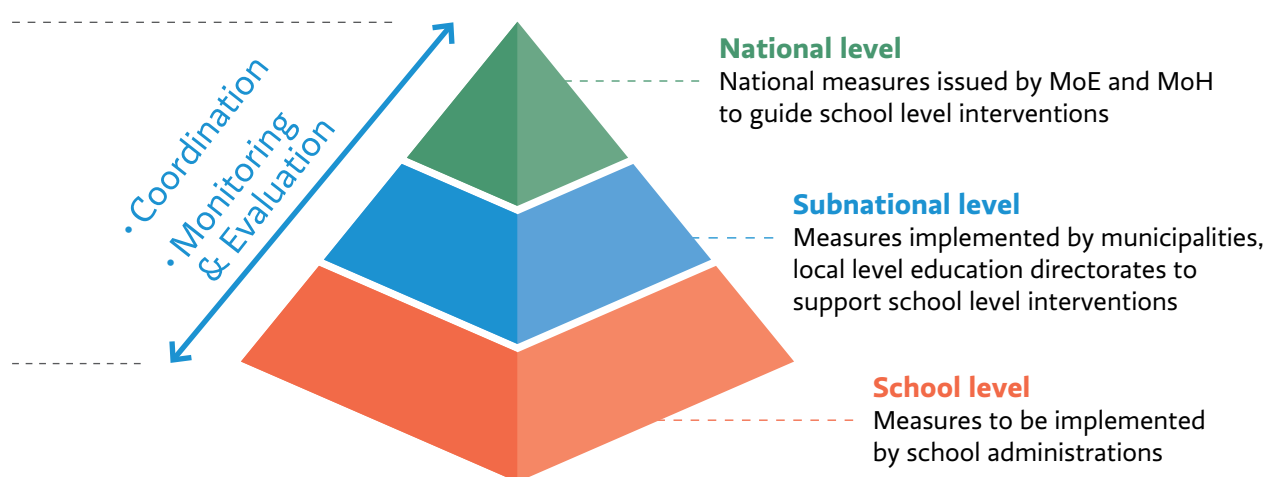 • Coordination
• Monitoring
& Evaluation
National level
National measures issued by MoE and MoH
to guide school level interventions
Subnational level
Measures implemented by municipalities,
local level education directorates to
support school level interventions
School level
Measures to be implemented
by school administrations